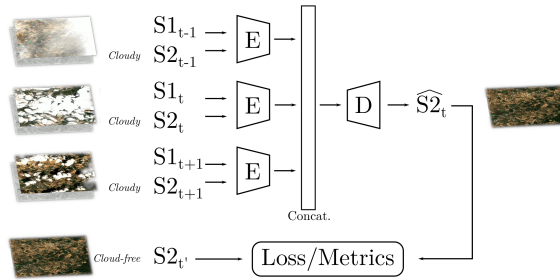 S1t-1
Cloudy S2t-1 E
S1t
Cloudy S2t E D S2t
S1t+1
Cloudy S2t+1 E
Concat.
Cloud-free S2t' Loss/Metrics